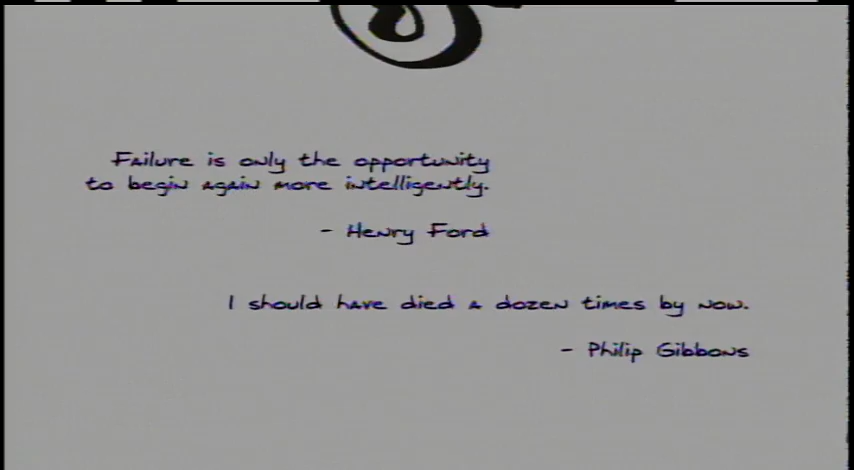 Failure is only the opportunity
to begin again more intelligently.
- Henry Ford
I should have died a dozen times by now.
- Philip Gibbons